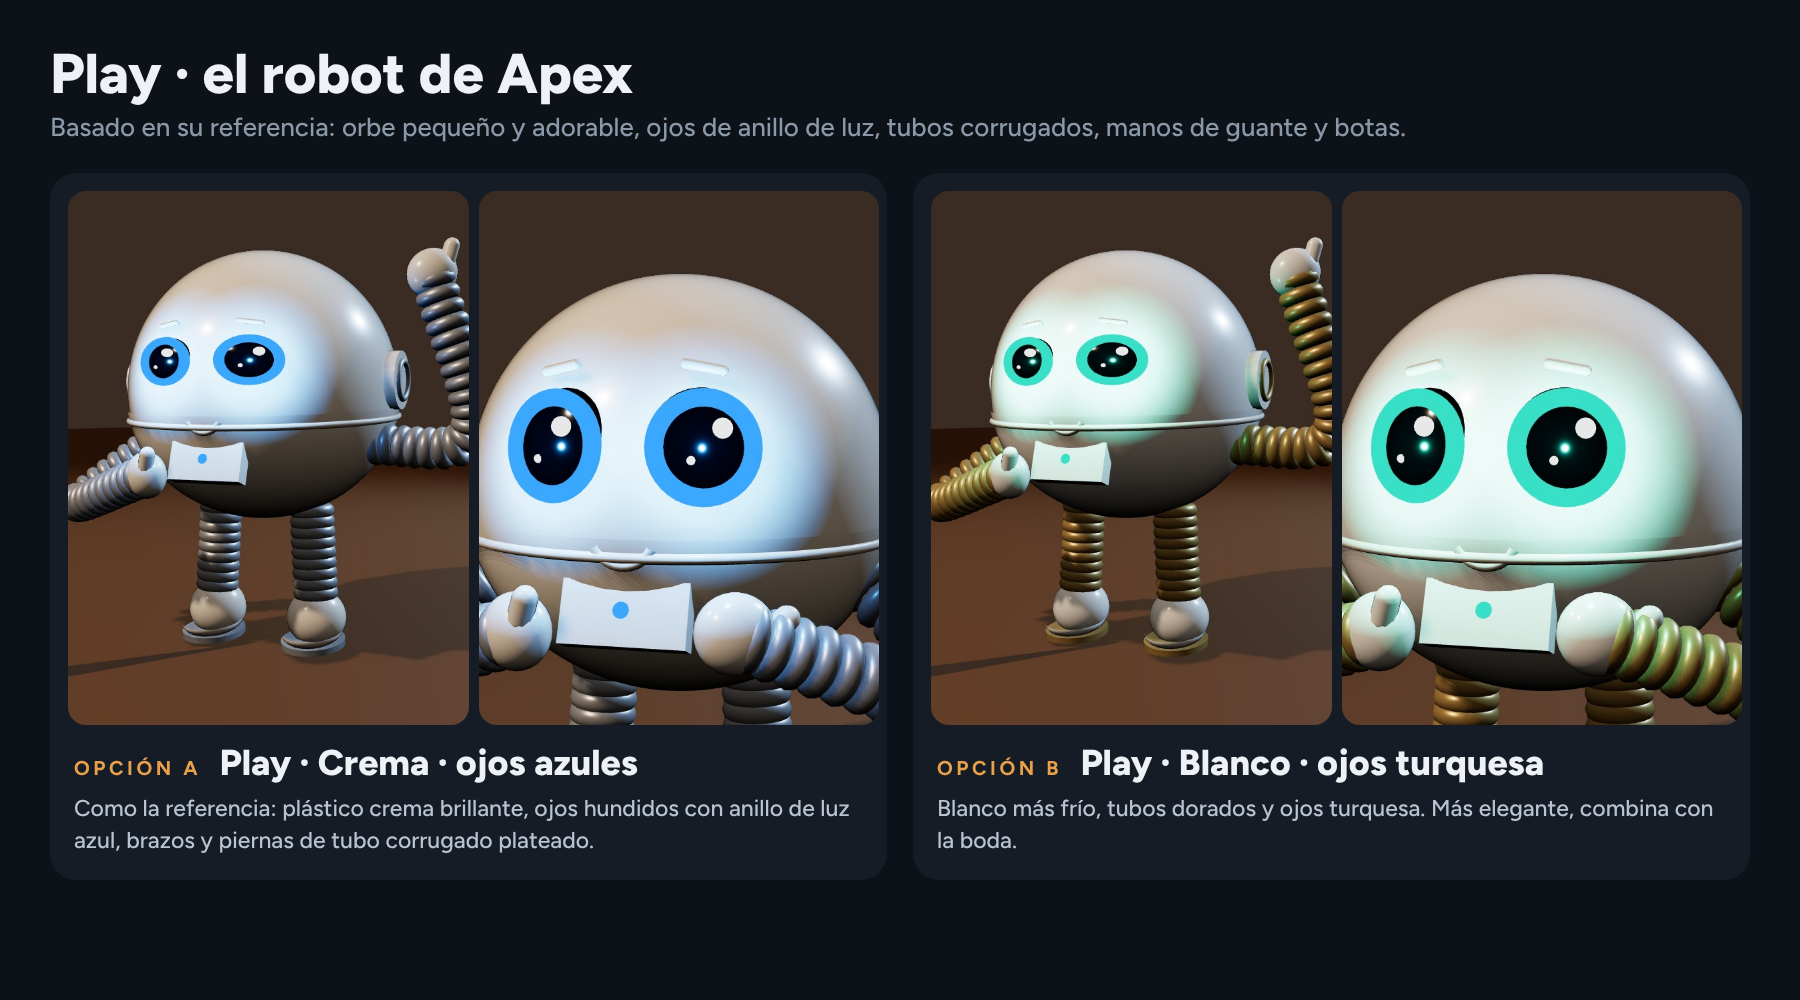 Play · el robot de Apex
Basado en su referencia: orbe pequeño y adorable, ojos de anillo de luz, tubos corrugados, manos de guante y botas.
OPCIÓN A Play · Crema · ojos azules
Como la referencia: plástico crema brillante, ojos hundidos con anillo de luz
azul, brazos y piernas de tubo corrugado plateado.
OPCIÓN B Play · Blanco · ojos turquesa
Blanco más frío, tubos dorados y ojos turquesa. Más elegante, combina con
la boda.